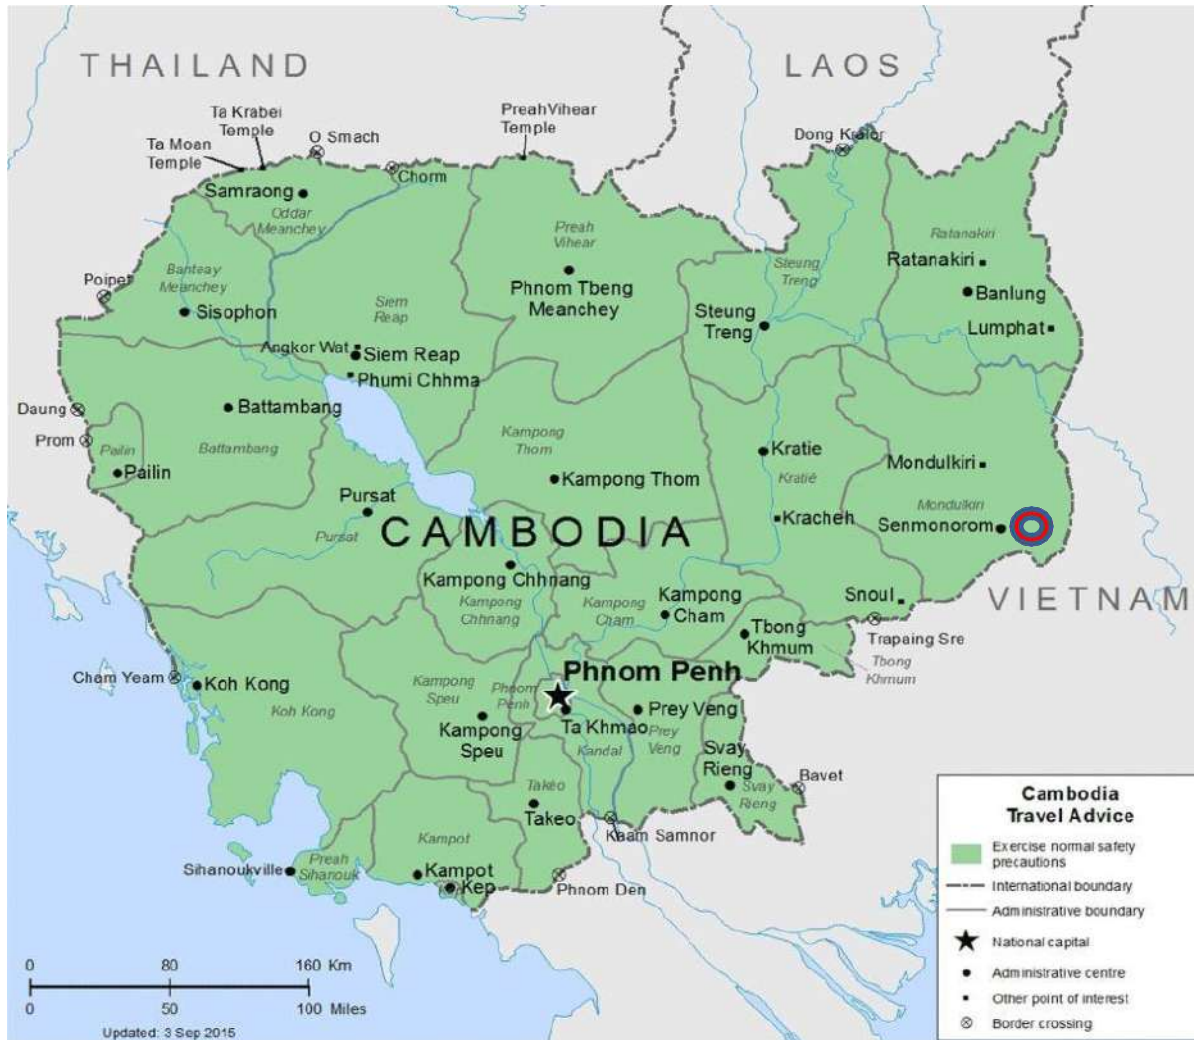 THAILAND
LAOS
Ta Krabei
Temple
Preah Vihear
Temple
O Smach
Dong Kralor
Ta Moan
Temple
Chorm
Samraong
Oddar
Meanchey
Preah
Vihear
Ratanakiri
Ratanakiri
Poipet
Banteay
Meanchey
Steung
Treng
Phnom Tbeng
Meanchey
Banlung
Sisophon
Siem
Reap
Steung
Treng
Lumphat
Angkor Wat
Siem Reap
Phumi Chhma
Daung
Battambang
Prom
Pailin
Battambang
Kampong
Thom
Kratie
Pailin
Mondulkiri
Kampong Thom
Kratié
Pursat
Mondulkiri
CAMBODIA
Kracheh
Senmonorom
Pursat
Kampong Chhnang
Kampong
Chhnang
Kampong
Cham
Kampong
Cham
Snoul
VIETNAM
Tbong
Khmum
Trapaing Sre
Tbong
Khmum
Cham Yeam
Koh Kong
Koh Kong
Kampong
Speu
Phnom
Penh
Phnom Penh
Kampong
Speu
Ta Khmao
Prey Veng
Prey
Veng
Kandal
Svay
Rieng
Svay
Rieng
Bavet
Takeo
Takeo
Kaam Samnor
Kampot
Preah
Sihanouk
Sihanoukville
Kampot
Kep
Phnom Den
Cambodia
Travel Advice
Exercise normal safety
precautions
International boundary
Administrative boundary
National capital
Administrative centre
Other point of interest
Border crossing
0 80 160 Km
0 50 100 Miles
Updated: 3 Sep 2015